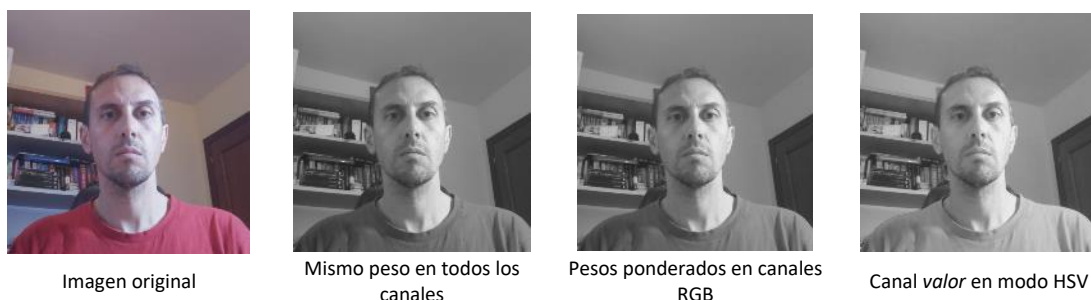 Imagen original
Mismo peso en todos los
canales
Pesos ponderados en canales
RGB
Canal valor en modo HSV